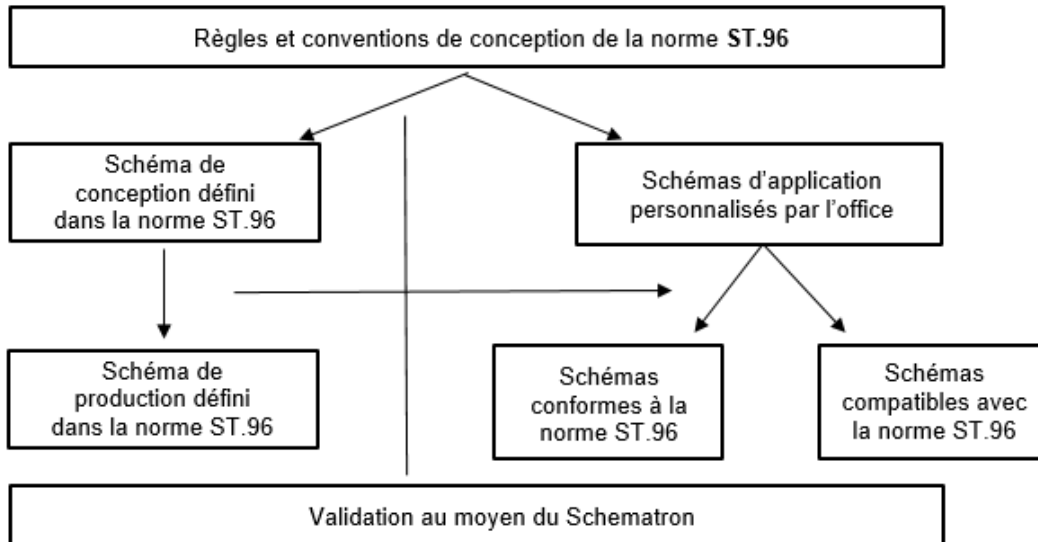 Règles et conventions de conception de la norme ST.96
Schéma de
conception défini
dans la norme ST.96
Schémas d’application
personnalisés par l’office
Schéma de
production défini
dans la norme ST.96
Schémas
conformes à la
norme ST.96
Schémas
compatibles avec
la norme ST.96
Validation au moyen du Schematron